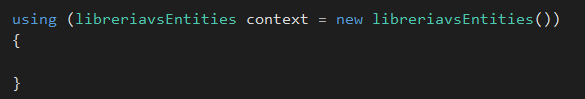 using (libreriavsEntities context = new libreriavsEntities())
{
}